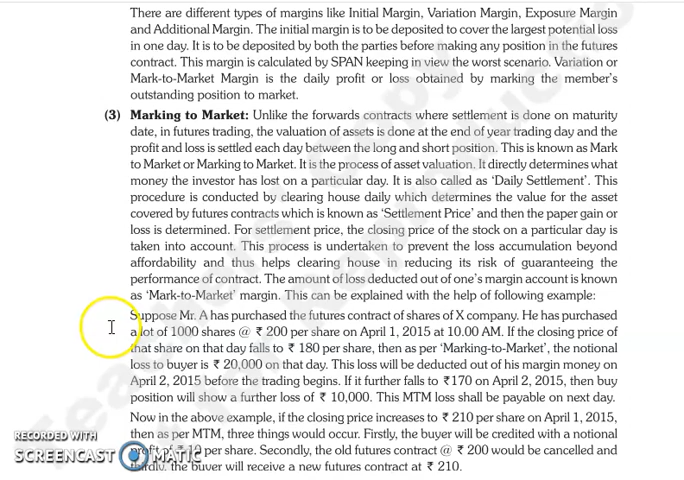 There are different types of margins like Initial Margin, Variation Margin, Exposure Margin
and Additional Margin. The initial margin is to be deposited to cover the largest potential loss
in one day. It is to be deposited by both the parties before making any position in the futures
contract. This margin is calculated by SPAN keeping in view the worst scenario. Variation or
Mark-to-Market Margin is the daily profit or loss obtained by marking the member's
outstanding position to market.
(3) Marking to Market: Unlike the forwards contracts where settlement is done on maturity
date, in futures trading, the valuation of assets is done at the end of year trading day and the
profit and loss is settled each day between the long and short position. This is known as Mark
to Market or Marking to Market. It is the process of asset valuation. It directly determines what
money the investor has lost on a particular day. It is also called as 'Daily Settlement'. This
procedure is conducted by clearing house daily which determines the value for the asset
covered by futures contracts which is known as 'Settlement Price' and then the paper gain or
loss is determined. For settlement price, the closing price of the stock on a particular day is
taken into account. This process is undertaken to prevent the loss accumulation beyond
affordability and thus helps clearing house in reducing its risk of guaranteeing the
performance of contract. The amount of loss deducted out of one's margin account is known
as 'Mark-to-Market' margin. This can be explained with the help of following example:
Suppose Mr. A has purchased the futures contract of shares of X company. He has purchased
a lot of 1000 shares @ ₹ 200 per share on April 1, 2015 at 10.00 AM. If the closing price of
that share on that day falls to ₹ 180 per share, then as per 'Marking-to-Market', the notional
loss to buyer is ₹ 20,000 on that day. This loss will be deducted out of his margin money on
April 2, 2015 before the trading begins. If it further falls to ₹170 on April 2, 2015, then buy
position will show a further loss of ₹ 10,000. This MTM loss shall be payable on next day.
Now in the above example, if the closing price increases to ₹ 210 per share on April 1, 2015,
then as per MTM, three things would occur. Firstly, the buyer will be credited with a notional
profit of ₹ 10 per share. Secondly, the old futures contract @ ₹ 200 would be cancelled and
thirdly, the buyer will receive a new futures contract at ₹ 210.
RECORDED WITH
SCREENCAST MATIC